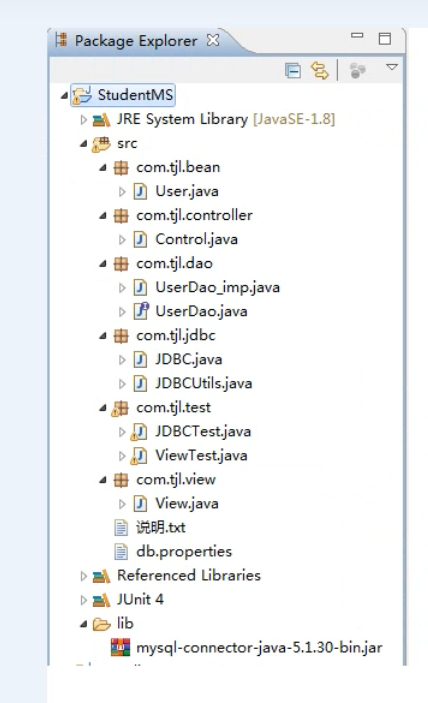 Package Explorer
StudentMS
JRE System Library [JavaSE-1.8]
src
com.tjl.bean
User.java
com.tjl.controller
Control.java
com.tjl.dao
UserDao_imp.java
UserDao.java
com.tjl.jdbc
JDBC.java
JDBCUtils.java
com.tjl.test
JDBCTest.java
ViewTest.java
com.tjl.view
View.java
说明.txt
db.properties
Referenced Libraries
JUnit 4
lib
mysql-connector-java-5.1.30-bin.jar